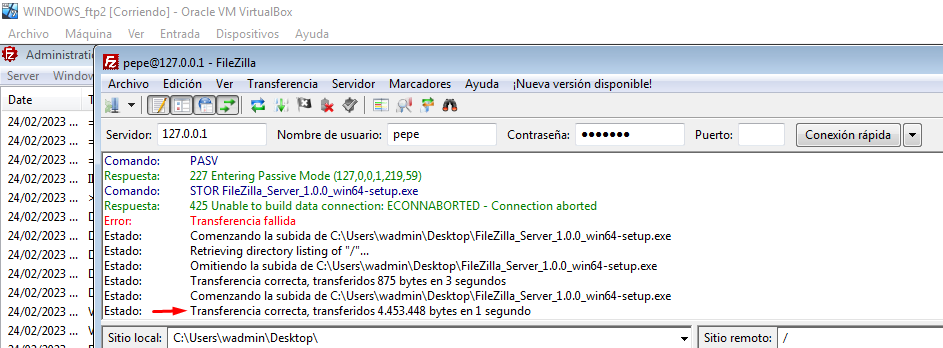 WINDOWS_ftp2 [Corriendo] - Oracle VM VirtualBox
Archivo Máquina Ver Entrada Dispositivos Ayuda
Administrati
pepe@127.0.0.1 - FileZilla
Server Window
Archivo Edición Ver Transferencia Servidor Marcadores Ayuda ¡Nueva versión disponible!
Date
Servidor: 127.0.0.1 Nombre de usuario: pepe Contraseña: ●●●●●●● Puerto: Conexión rápida
24/02/2023 ...
24/02/2023 ...
24/02/2023 ...
24/02/2023 ...
24/02/2023 ...
24/02/2023 ...
24/02/2023 ...
24/02/2023 ...
24/02/2023 ...
24/02/2023 ...
24/02/2023 ...
24/02/2023 ...
Comando: PASV
Respuesta: 227 Entering Passive Mode (127,0,0,1,219,59)
Comando: STOR FileZilla_Server_1.0.0_win64-setup.exe
Respuesta: 425 Unable to build data connection: ECONNABORTED - Connection aborted
Error: Transferencia fallida
Estado: Comenzando la subida de C:\Users\wadmin\Desktop\FileZilla_Server_1.0.0_win64-setup.exe
Estado: Retrieving directory listing of "/"...
Estado: Omitiendo la subida de C:\Users\wadmin\Desktop\FileZilla_Server_1.0.0_win64-setup.exe
Estado: Transferencia correcta, transferidos 875 bytes en 3 segundos
Estado: Comenzando la subida de C:\Users\wadmin\Desktop\FileZilla_Server_1.0.0_win64-setup.exe
Estado: Transferencia correcta, transferidos 4.453.448 bytes en 1 segundo
Sitio local: C:\Users\wadmin\Desktop\ Sitio remoto: /